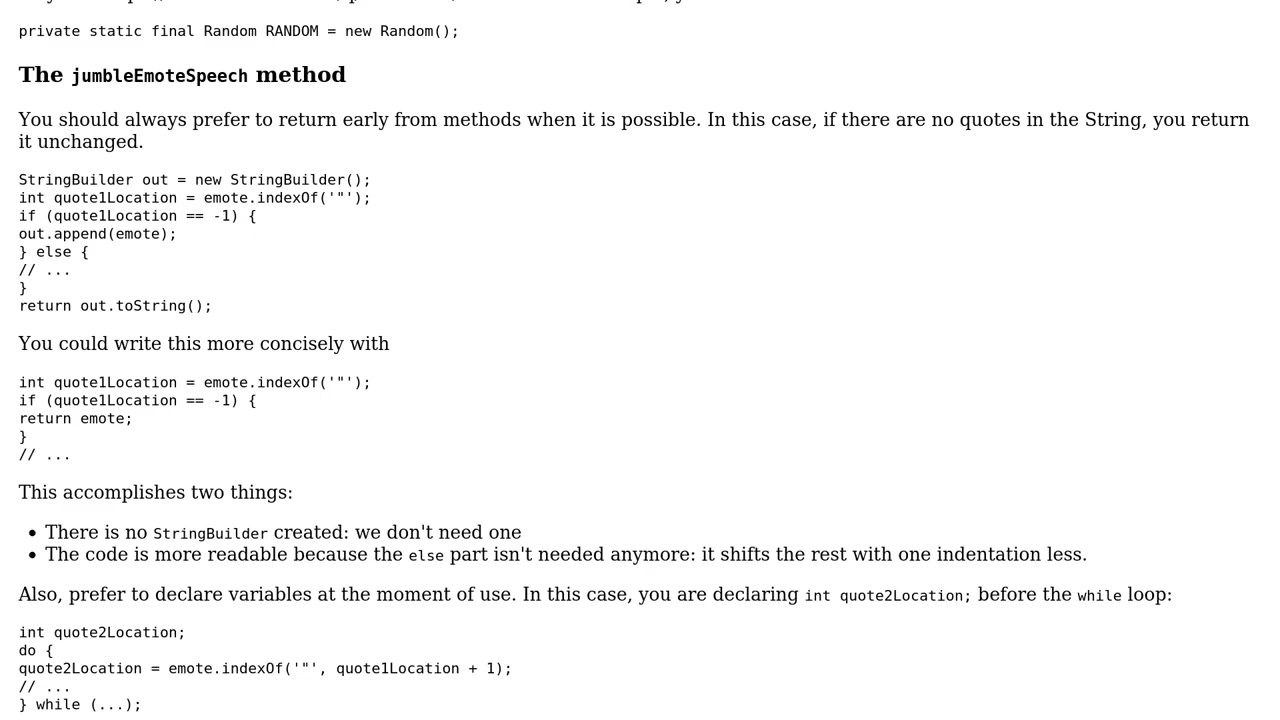 private static final Random RANDOM = new Random();
The jumbleEmoteSpeech method
You should always prefer to return early from methods when it is possible. In this case, if there are no quotes in the String, you return
it unchanged.
StringBuilder out = new StringBuilder();
int quote1Location = emote.indexOf('"');
if (quote1Location == -1) {
out.append(emote);
} else {
// ...
}
return out.toString();
You could write this more concisely with
int quote1Location = emote.indexOf('"');
if (quote1Location == -1) {
return emote;
}
// ...
This accomplishes two things:
• There is no StringBuilder created: we don't need one
• The code is more readable because the else part isn't needed anymore: it shifts the rest with one indentation less.
Also, prefer to declare variables at the moment of use. In this case, you are declaring int quote2Location; before the while loop:
int quote2Location;
do {
quote2Location = emote.indexOf('"', quote1Location + 1);
// ...
} while (...);